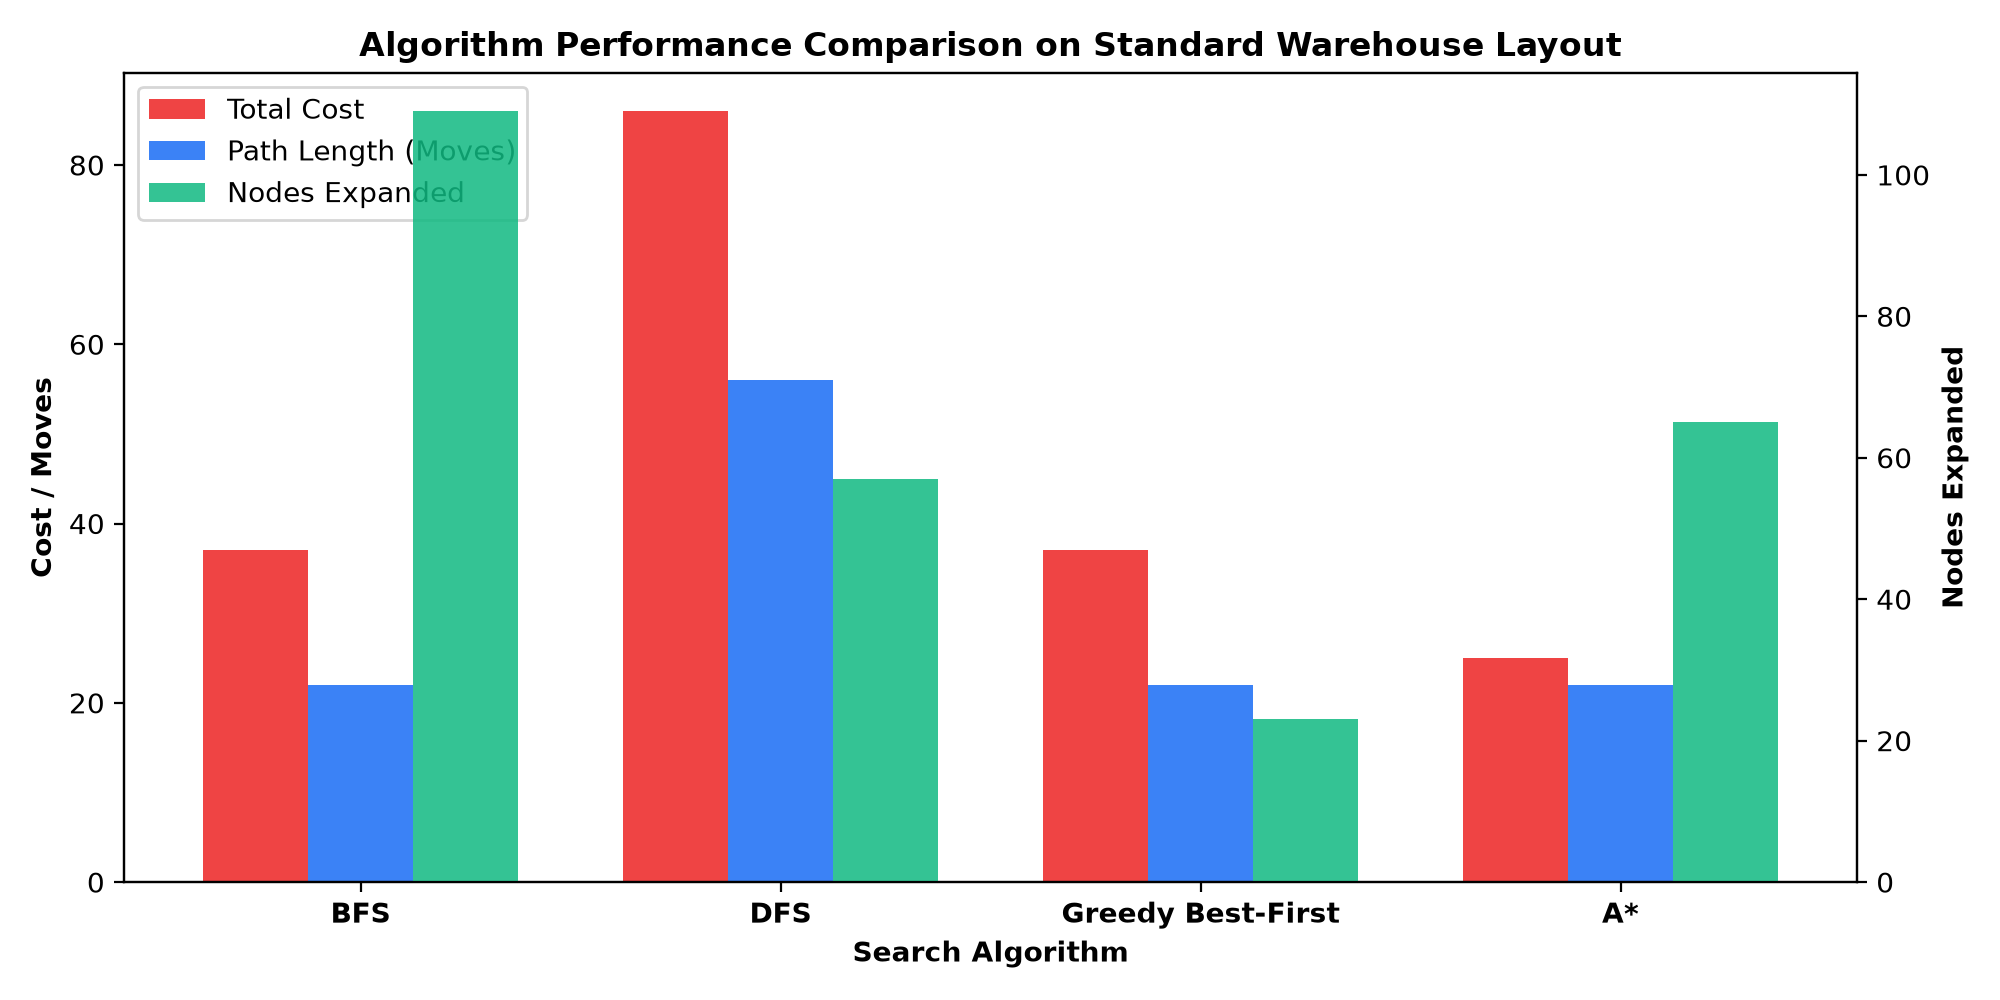 Algorithm Performance Comparison on Standard Warehouse Layout
Total Cost
Path Length (Moves)
Nodes Expanded
Cost / Moves
80
60
40
20
0
100
80
60
40
20
0
Nodes Expanded
BFS
DFS
Greedy Best-First
A*
Search Algorithm